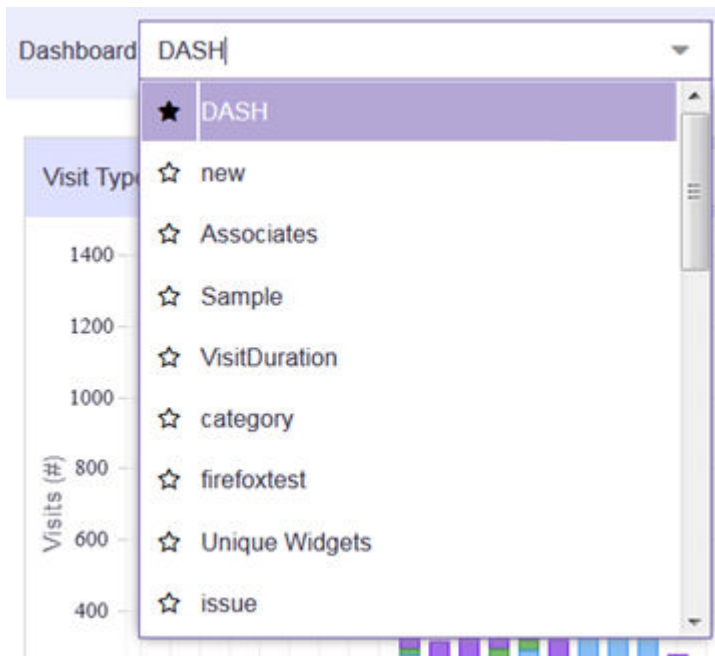 Dashboard DASH
DASH
new
Associates
Sample
VisitDuration
category
firefoxtest
Unique Widgets
issue
Visit Type
1400
1200
1000
800
600
400
Visits (#)